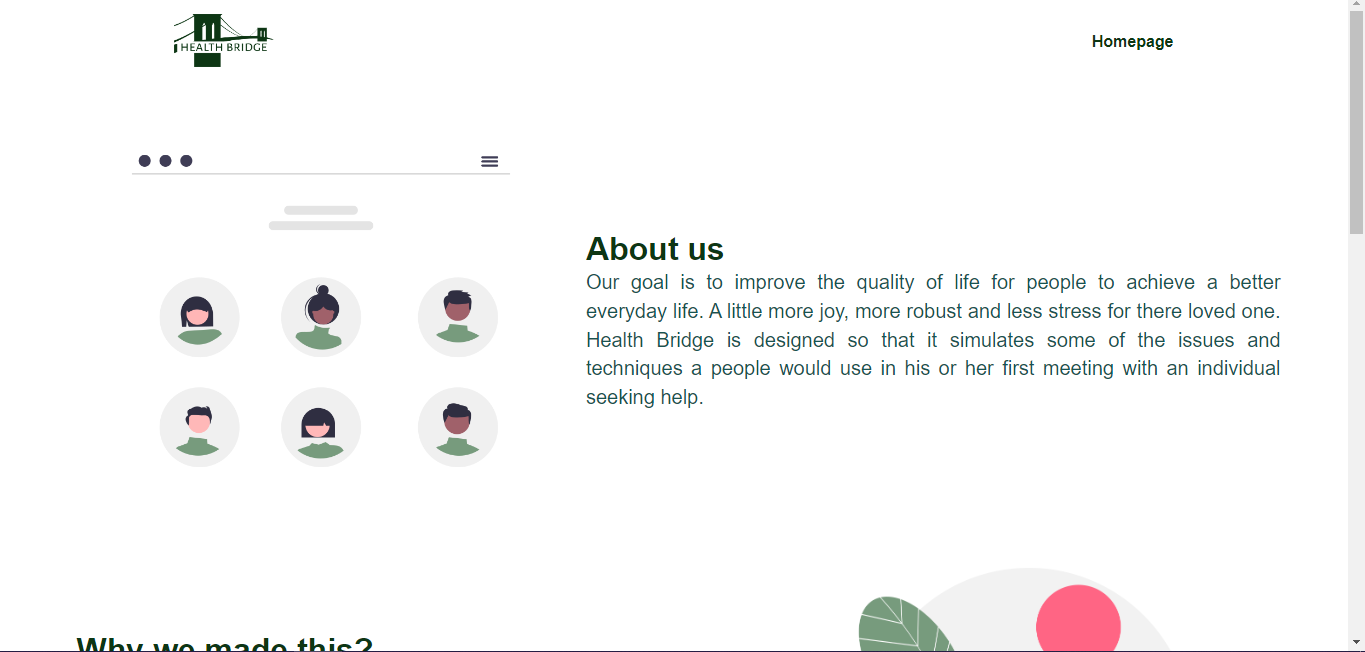 HEALTH BRIDGE
Homepage
About us
Our goal is to improve the quality of life for people to achieve a better
everyday life. A little more joy, more robust and less stress for there loved one.
Health Bridge is designed so that it simulates some of the issues and
techniques a people would use in his or her first meeting with an individual
seeking help.
Why we made this?